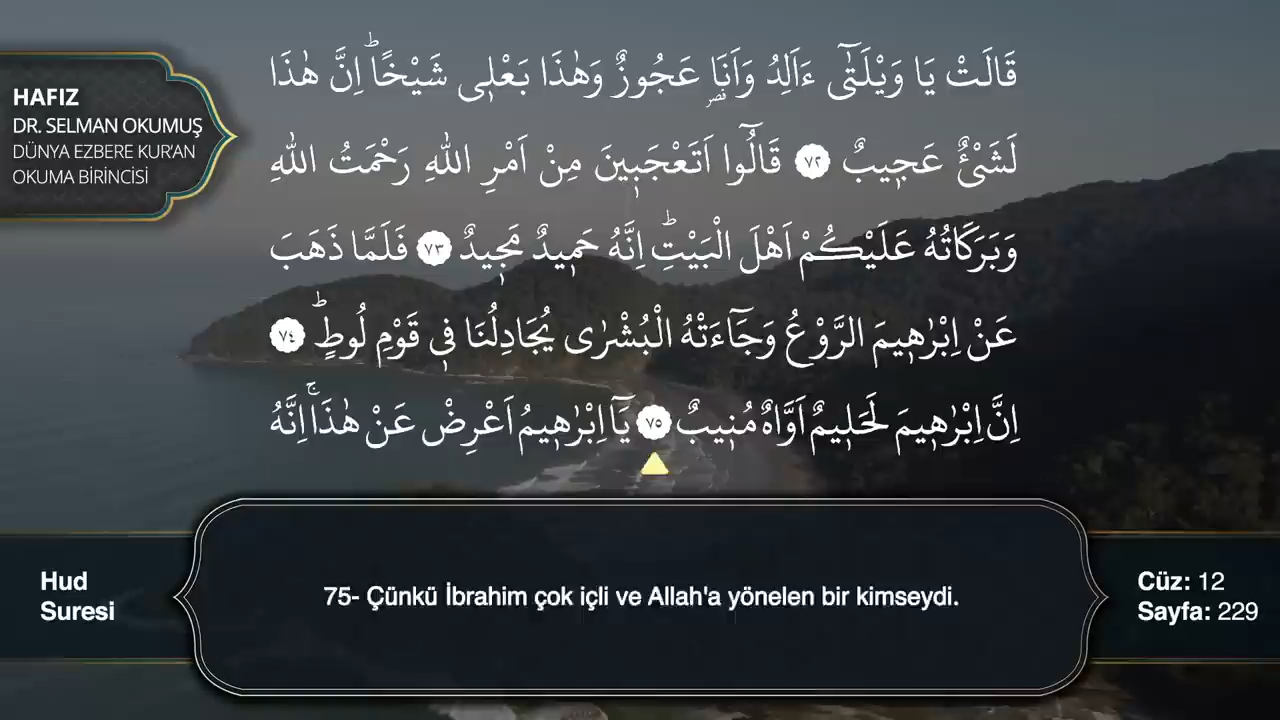 قَالَتْ يَا وَيْلَتٰٓى ءَاَلِدُ وَاَنَا۬ عَجُوزٌ وَهٰذَا بَعْلٖى شَيْخًاۜ اِنَّ هٰذَا
لَشَىْءٌ عَجٖيبٌ ﴿٧٢﴾ قَالُٓوا اَتَعْجَبٖينَ مِنْ اَمْرِ اللّٰهِ رَحْمَتُ اللّٰهِ
وَبَرَكَاتُهُ عَلَيْكُمْ اَهْلَ الْبَيْتِۜ اِنَّهُ حَمٖيدٌ مَجٖيدٌ ﴿٧٣﴾ فَلَمَّا ذَهَبَ
عَنْ اِبْرٰهٖيمَ الرَّوْعُ وَجَٓاءَتْهُ الْبُشْرٰى يُجَادِلُنَا فٖى قَوْمِ لُوطٍۜ ﴿٧٤﴾
اِنَّ اِبْرٰهٖيمَ لَحَلٖيمٌ اَوَّاهٌ مُنٖيبٌ ﴿٧٥﴾ يَٓا اِبْرٰهٖيمُ اَعْرِضْ عَنْ هٰذَاۚ اِنَّهُ
HAFIZ
DR. SELMAN OKUMUŞ
DÜNYA EZBERE KUR'AN
OKUMA BİRİNCİSİ
Hud
Suresi
75- Çünkü İbrahim çok içli ve Allah'a yönelen bir kimseydi.
Cüz: 12
Sayfa: 229